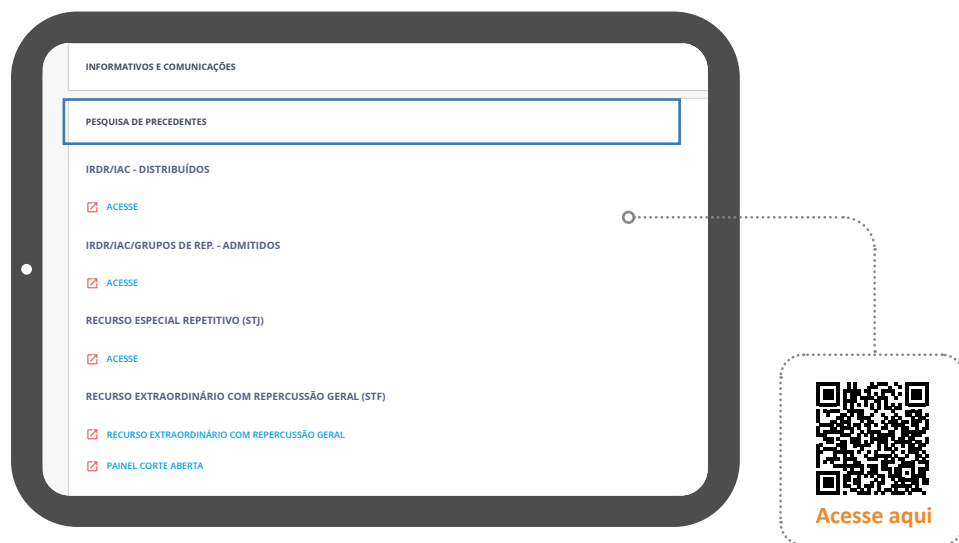 INFORMATIVOS E COMUNICAÇÕES
PESQUISA DE PRECEDENTES
IRDR/IAC - DISTRIBUÍDOS
ACESSE
IRDR/IAC/GRUPOS DE REP. - ADMITIDOS
ACESSE
RECURSO ESPECIAL REPETITIVO (STJ)
ACESSE
RECURSO EXTRAORDINÁRIO COM REPERCUSSÃO GERAL (STF)
RECURSO EXTRAORDINÁRIO COM REPERCUSSÃO GERAL
PAINEL CORTE ABERTA
Acesse aqui